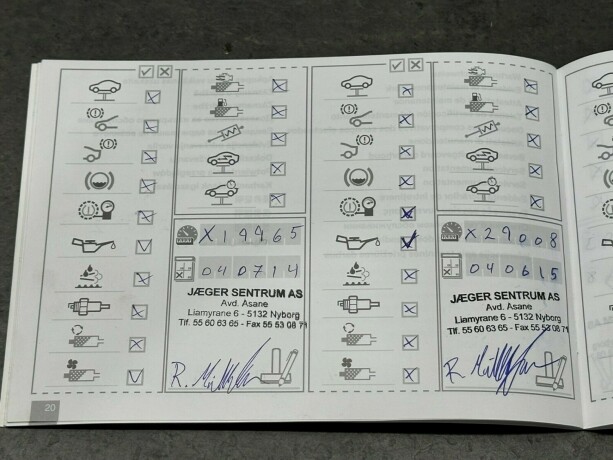 X14465
040714
JÆGER SENTRUM AS
Avd. Åsane
Liamyrane 6 - 5132 Nyborg
Tlf. 55 60 63 65 - Fax 55 53 08 71
X29008
040615
JÆGER SENTRUM AS
Avd. Åsane
Liamyrane 6 - 5132 Nyborg
Tlf. 55 60 63 65 - Fax 55 53 08 71
20